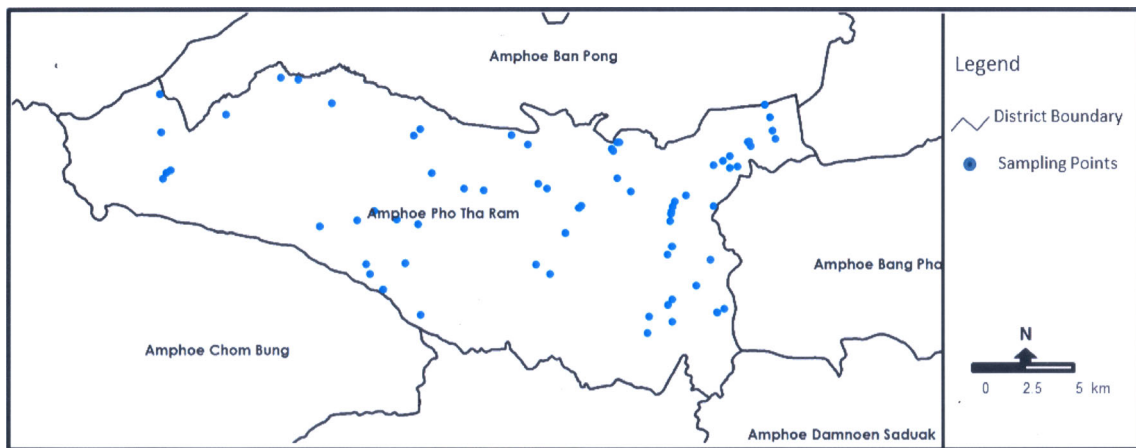 Amphoe Ban Pong
Amphoe Pho Tha Ram
Amphoe Bang Pha
Amphoe Chom Bung
Amphoe Damnoen Saduak
Legend
District Boundary
Sampling Points
N
0 2.5 5 km